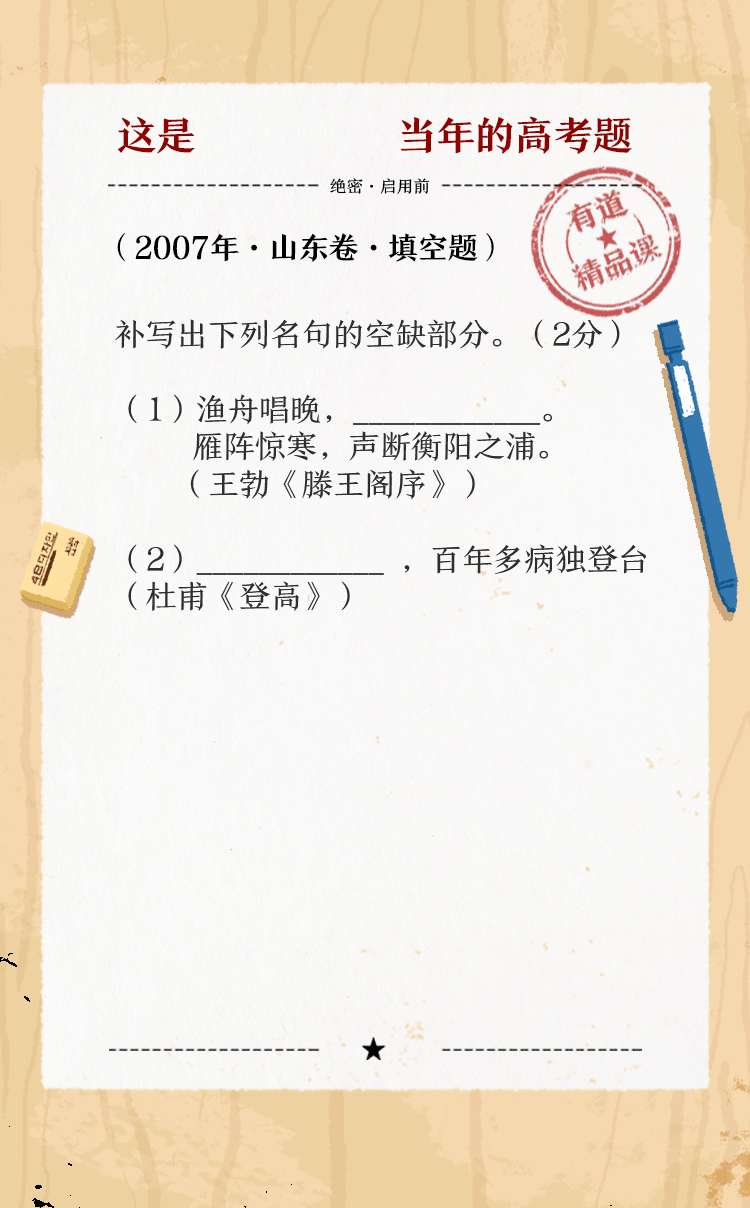 这是 当年的高考题
绝密·启用前
有道
精品课
（2007年·山东卷·填空题）
补写出下列名句的空缺部分。（2分）
（1）渔舟唱晚，____________。
雁阵惊寒，声断衡阳之浦。
（王勃《滕王阁序》）
（2）____________ ，百年多病独登台
（杜甫《登高》）